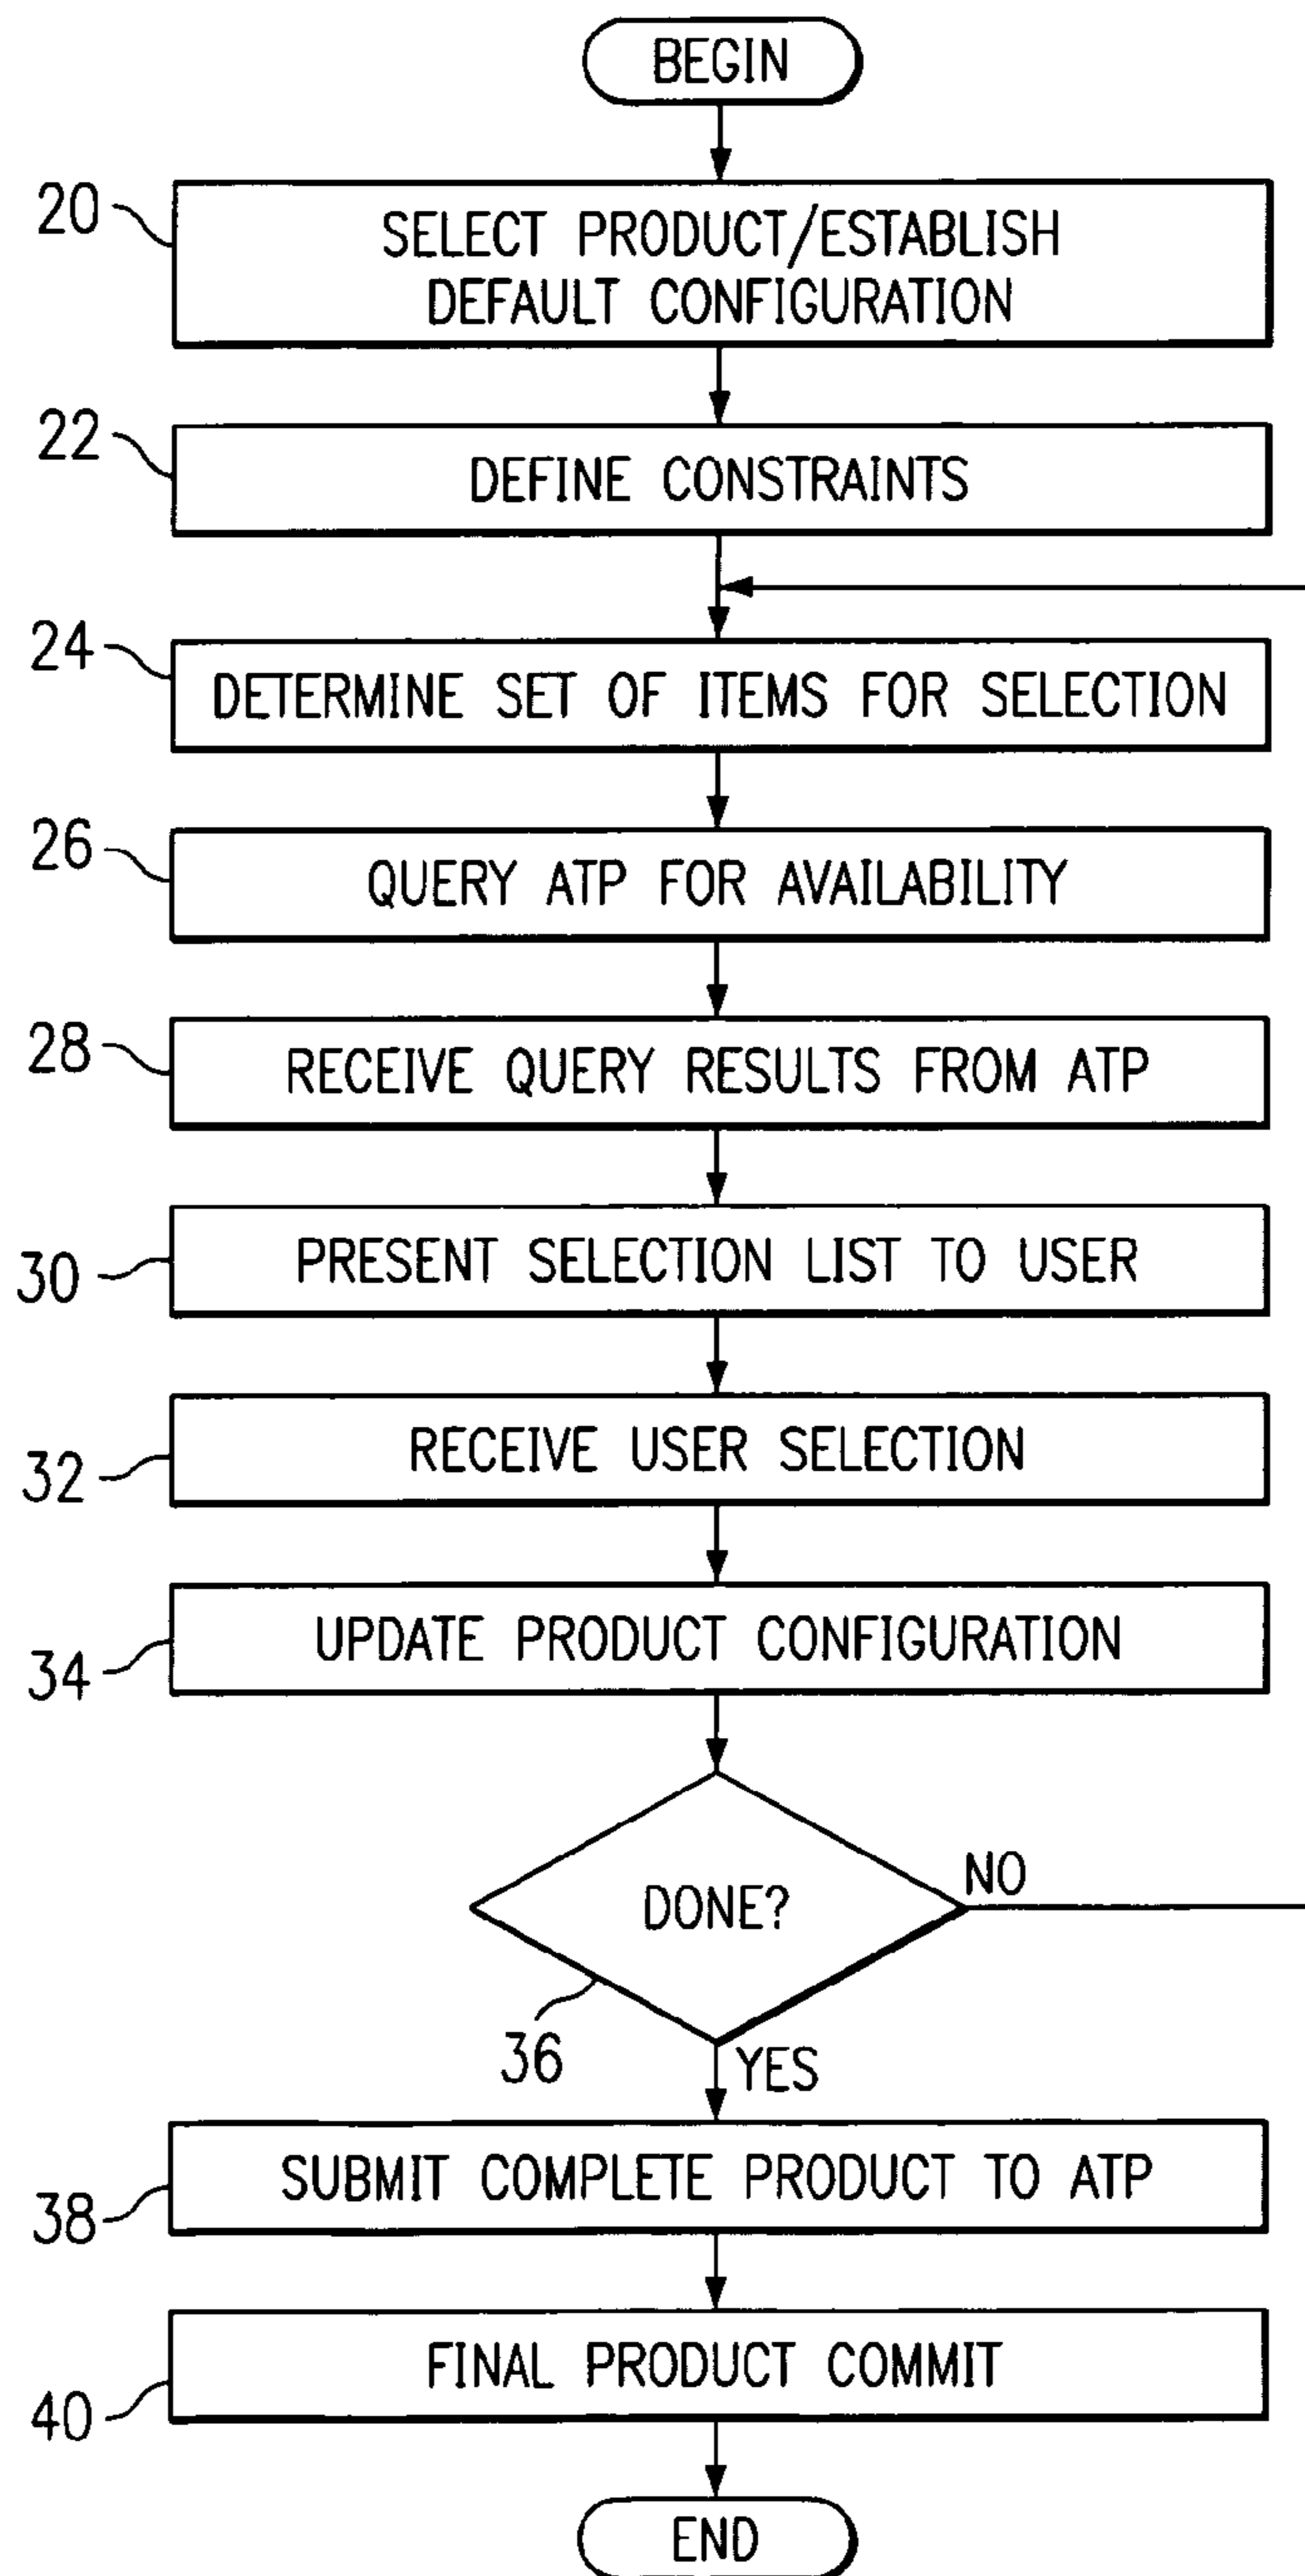 BEGIN
20
SELECT PRODUCT/ESTABLISH
DEFAULT CONFIGURATION
22
DEFINE CONSTRAINTS
24
DETERMINE SET OF ITEMS FOR SELECTION
26
QUERY ATP FOR AVAILABILITY
28
RECEIVE QUERY RESULTS FROM ATP
30
PRESENT SELECTION LIST TO USER
32
RECEIVE USER SELECTION
34
UPDATE PRODUCT CONFIGURATION
DONE?
NO
36
YES
38
SUBMIT COMPLETE PRODUCT TO ATP
40
FINAL PRODUCT COMMIT
END